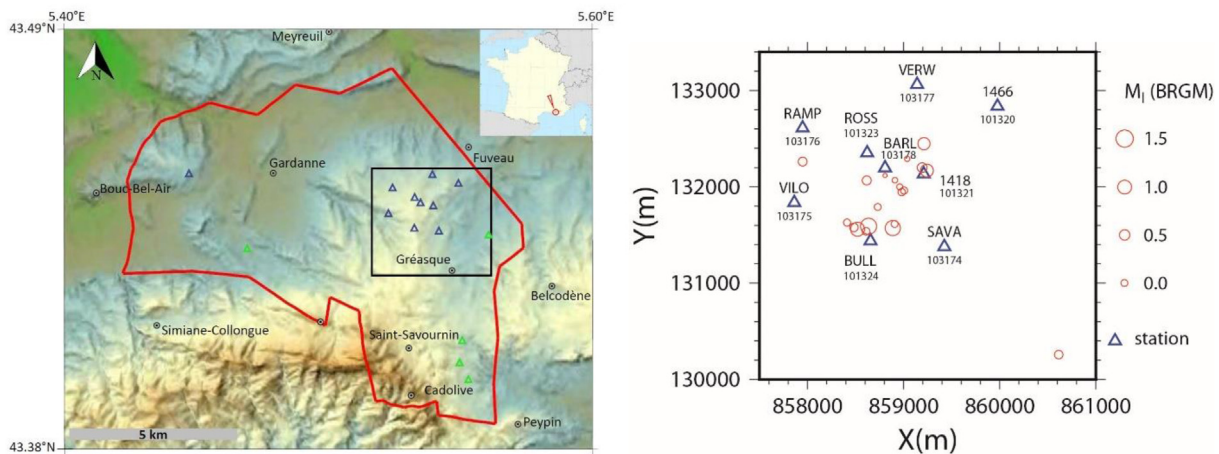 5.40°E
5.60°E
43.49°N
Meyreuil
N
Gardanne
Fuveau
Bouc-Bel-Air
Gréasque
Belcodène
Simiane-Collongue
Saint-Savournin
Cadolive
5 km
Peypin
43.38°N
133000
132000
131000
130000
Y(m)
VERW
103177
1466
101320
RAMP
103176
ROSS
101323
BARL
103178
VILO
103175
1418
101321
SAVA
103174
BULL
101324
858000
859000
860000
861000
X(m)
Ml (BRGM)
1.5
1.0
0.5
0.0
station